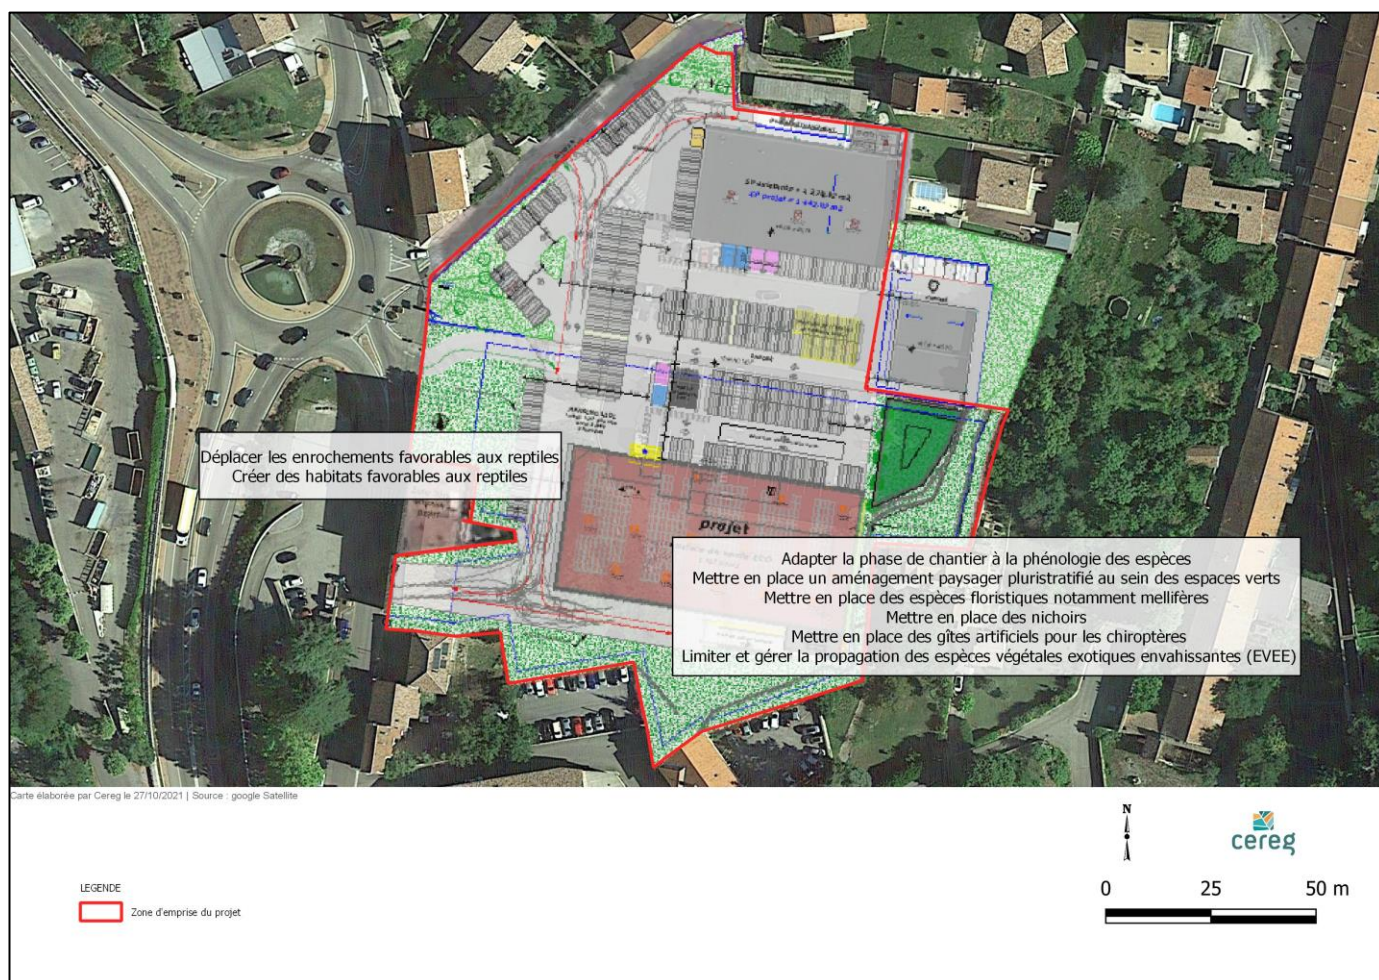 projet
Déplacer les enrochements favorables aux reptiles
Créer des habitats favorables aux reptiles
Adapter la phase de chantier à la phénologie des espèces
Mettre en place un aménagement paysager pluristratifié au sein des espaces verts
Mettre en place des espèces floristiques notamment mellifères
Mettre en place des nichoirs
Mettre en place des gîtes artificiels pour les chiroptères
Limiter et gérer la propagation des espèces végétales exotiques envahissantes (EVEE)
Carte élaborée par Cereg le 27/10/2021 | Source : google Satellite
N
cereg
0 25 50 m
LEGENDE
Zone d'emprise du projet